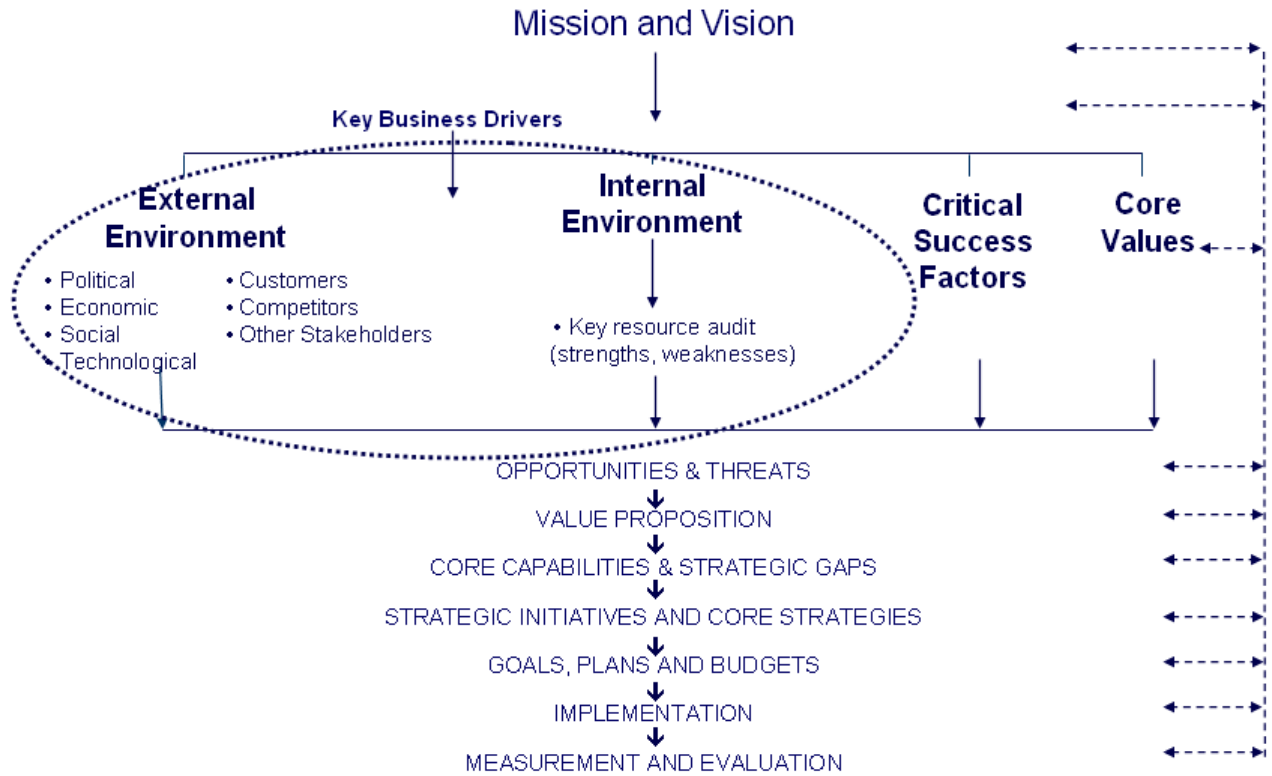 Mission and Vision
Key Business Drivers
External
Environment
• Political
• Economic
• Social
• Technological
• Customers
• Competitors
• Other Stakeholders
Internal
Environment
• Key resource audit
(strengths, weaknesses)
Critical
Success
Factors
Core
Values
OPPORTUNITIES & THREATS
VALUE PROPOSITION
CORE CAPABILITIES & STRATEGIC GAPS
STRATEGIC INITIATIVES AND CORE STRATEGIES
GOALS, PLANS AND BUDGETS
IMPLEMENTATION
MEASUREMENT AND EVALUATION